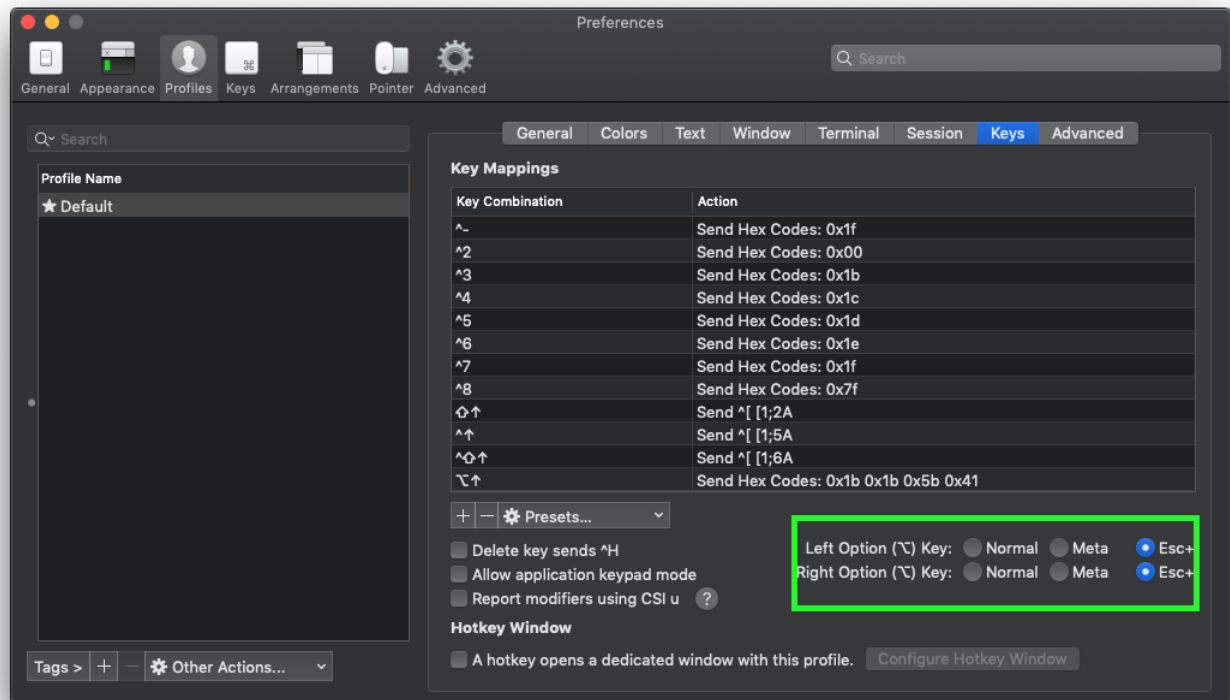 Preferences
General Appearance Profiles Keys Arrangements Pointer Advanced
Search
Search
Profile Name
★ Default
General Colors Text Window Terminal Session Keys Advanced
Key Mappings
Key Combination Action
^- Send Hex Codes: 0x1f
^2 Send Hex Codes: 0x00
^3 Send Hex Codes: 0x1b
^4 Send Hex Codes: 0x1c
^5 Send Hex Codes: 0x1d
^6 Send Hex Codes: 0x1e
^7 Send Hex Codes: 0x1f
^8 Send Hex Codes: 0x7f
⇧↑ Send ^[ [1;2A
^↑ Send ^[ [1;5A
^⇧↑ Send ^[ [1;6A
⌥↑ Send Hex Codes: 0x1b 0x1b 0x5b 0x41
+ − Presets...
Delete key sends ^H
Allow application keypad mode
Report modifiers using CSI u ?
Left Option (⌥) Key: Normal Meta Esc+
Right Option (⌥) Key: Normal Meta Esc+
Hotkey Window
A hotkey opens a dedicated window with this profile. Configure Hotkey Window
Tags > + − Other Actions...